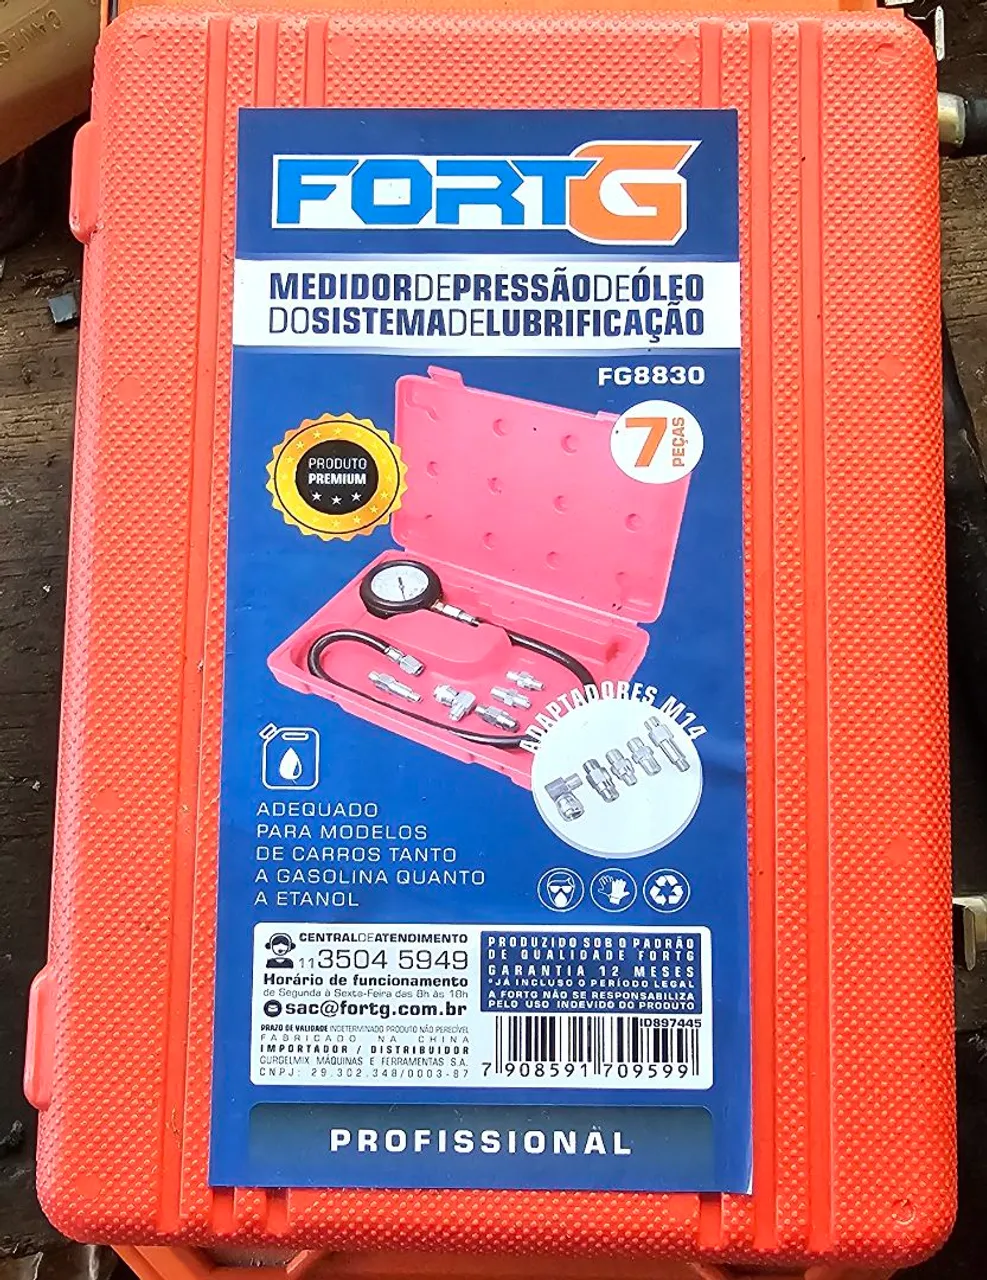 FORTG
MEDIDORDEPRESSÃODEÓLEO
DOSISTEMADELUBRIFICAÇÃO
FG8830
7
PEÇAS
PRODUTO
PREMIUM
ADAPTADORES M14
ADEQUADO
PARA MODELOS
DE CARROS TANTO
A GASOLINA QUANTO
A ETANOL
CENTRALDEATENDIMENTO
11 3504 5949
Horário de funcionamento
de Segunda à Sexta-Feira das 8h às 18h
sac@fortg.com.br
PRAZO DE VALIDADE INDETERMINADO PRODUTO NÃO PERECÍVEL
FABRICADO NA CHINA
IMPORTADOR / DISTRIBUIDOR
GURGELMIX MÁQUINAS E FERRAMENTAS S.A.
CNPJ: 29.302.348/0003-87
PRODUZIDO SOB O PADRÃO
DE QUALIDADE FORTG
GARANTIA 12 MESES
*JÁ INCLUSO O PERÍODO LEGAL
A FORTG NÃO SE RESPONSABILIZA
PELO USO INDEVIDO DO PRODUTO
ID897445
7 908591 709599
PROFISSIONAL